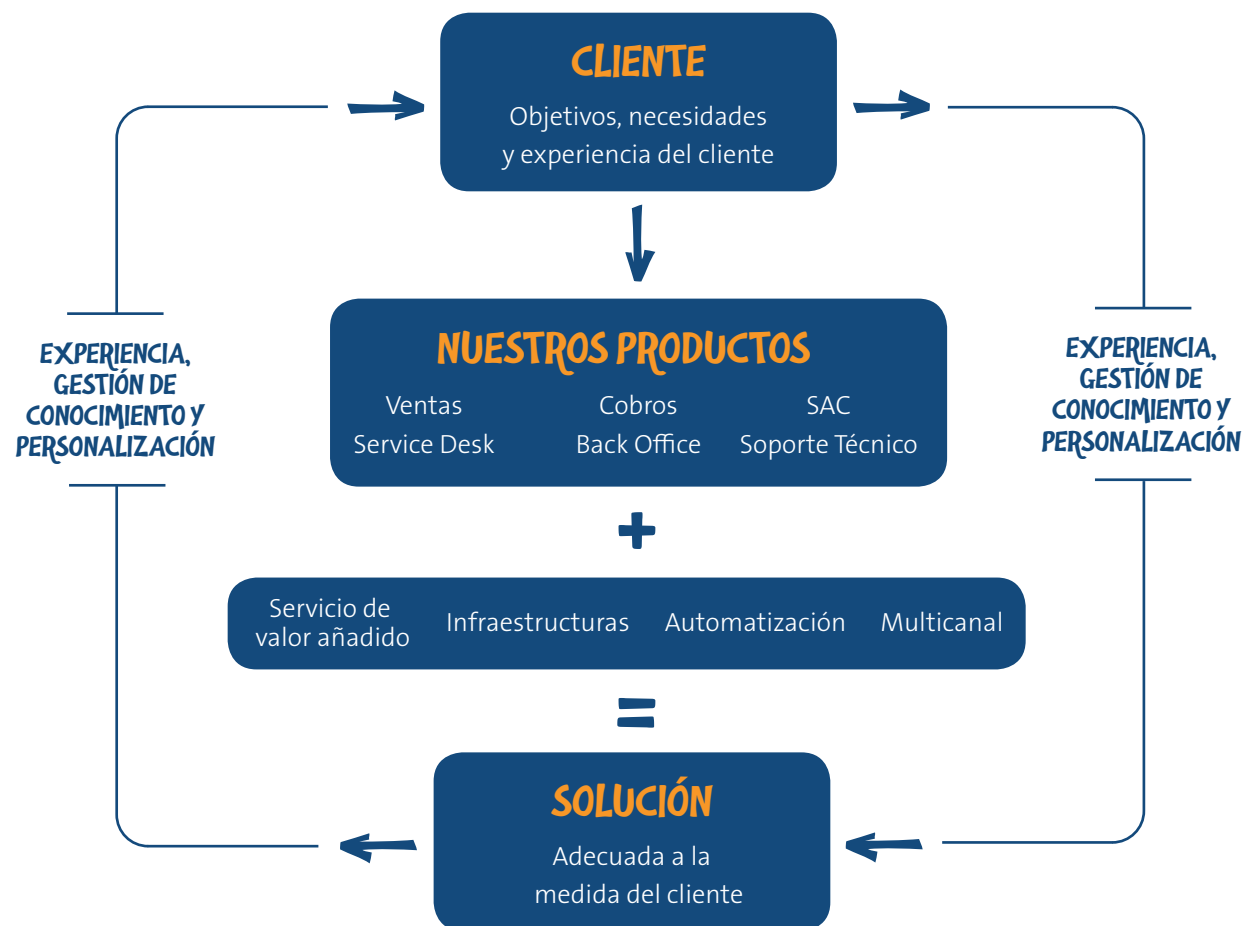 CLIENTE
Objetivos, necesidades
y experiencia del cliente
EXPERIENCIA,
GESTIÓN DE
CONOCIMIENTO Y
PERSONALIZACIÓN
NUESTROS PRODUCTOS
Ventas Cobros SAC
Service Desk Back Office Soporte Técnico
EXPERIENCIA,
GESTIÓN DE
CONOCIMIENTO Y
PERSONALIZACIÓN
+
Servicio de
valor añadido Infraestructuras Automatización Multicanal
=
SOLUCIÓN
Adecuada a la
medida del cliente